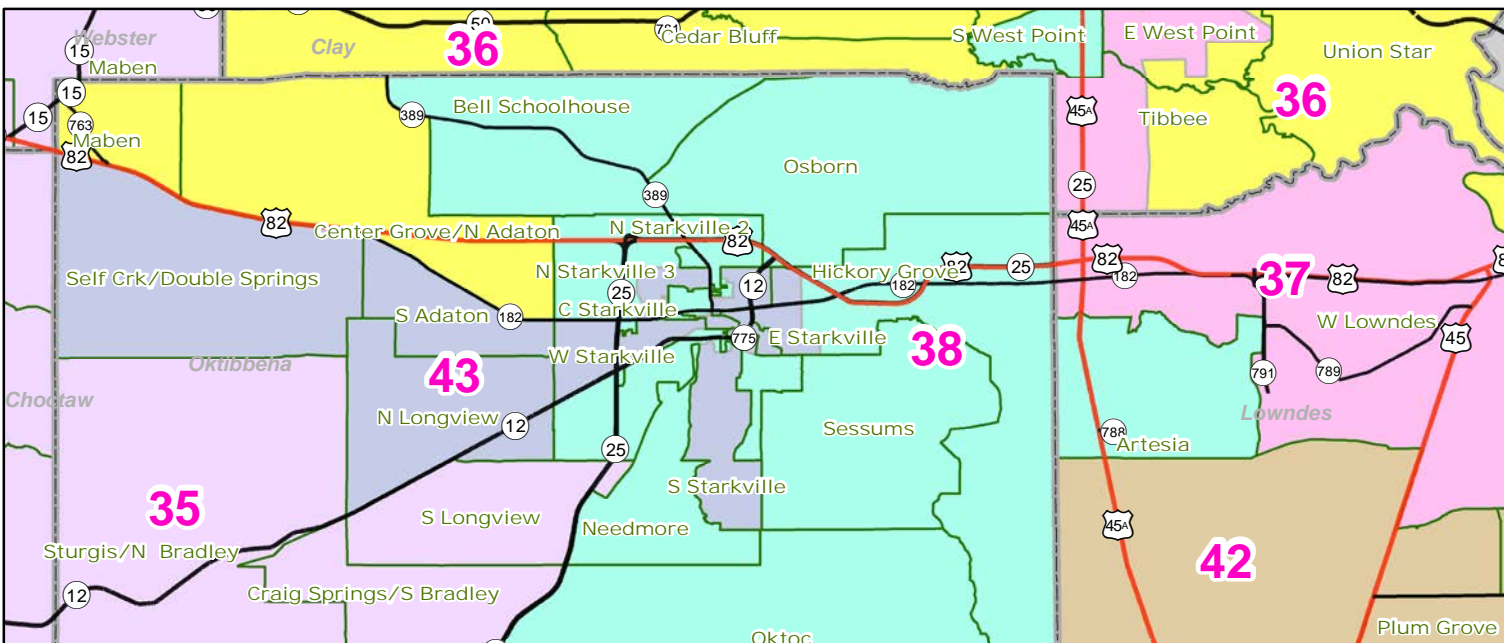 50
781
Webster
15
Maben
Clay
36
Cedar Bluff
S West Point
E West Point
Union Star
15
15
763
Maben
82
389
Bell Schoolhouse
45A
Tibbee
36
Osborn
389
25
82
Center Grove/N Adaton
N Starkville 2
82
45A
Self Crk/Double Springs
N Starkville 3
Hickory Grove
82
25
82
182
37
82
8
25
12
182
S Adaton
182
C Starkville
W Lowndes
Oktibbeha
43
W Starkville
775
E Starkville
38
45
791
789
Choctaw
Lowndes
N Longview
12
Sessums
788
Artesia
25
35
S Longview
S Starkville
Needmore
45A
Sturgis/N Bradley
42
12
Craig Springs/S Bradley
Oktoc
Plum Grove